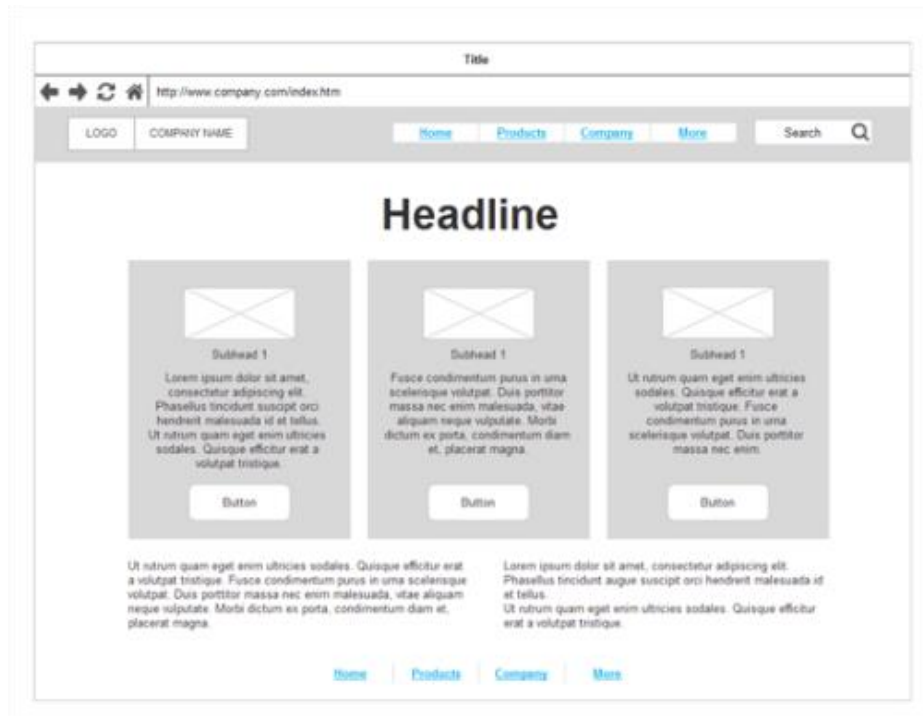 Title
http://www.company.com/index.htm
LOGO COMPANY NAME Home Products Company More Search
Headline
Subhead 1
Lorem ipsum dolor sit amet,
consectetur adipiscing elit.
Phasellus tincidunt suscipit orci
hendrerit malesuada id et tellus.
Ut rutrum quam eget enim ultricies
sodales. Quisque efficitur erat a
volutpat tristique.
Button
Subhead 1
Fusce condimentum purus in urna
scelerisque volutpat. Duis porttitor
massa nec enim malesuada, vitae
aliquam neque vulputate. Morbi
dictum ex porta, condimentum diam
et, placerat magna.
Button
Subhead 1
Ut rutrum quam eget enim ultricies
sodales. Quisque efficitur erat a
volutpat tristique. Fusce
condimentum purus in urna
scelerisque volutpat. Duis porttitor
massa nec enim.
Button
Ut rutrum quam eget enim ultricies sodales. Quisque efficitur erat
a volutpat tristique. Fusce condimentum purus in urna scelerisque
volutpat. Duis porttitor massa nec enim malesuada, vitae aliquam
neque vulputate. Morbi dictum ex porta, condimentum diam et,
placerat magna.
Lorem ipsum dolor sit amet, consectetur adipiscing elit.
Phasellus tincidunt augue suscipit orci hendrerit malesuada id
et tellus.
Ut rutrum quam eget enim ultricies sodales. Quisque efficitur
erat a volutpat tristique.
Home Products Company More